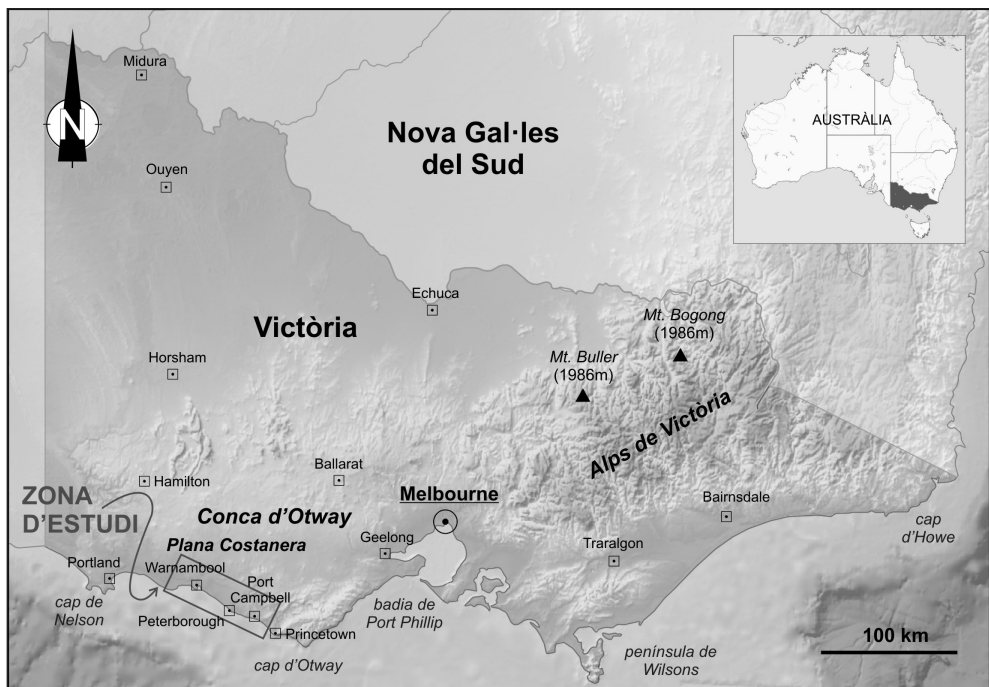 N
Midura
Ouyen
Nova Gal·les
del Sud
AUSTRÀLIA
Echuca
Victòria
Mt. Bogong
(1986m)
Mt. Buller
(1986m)
Alps de Victòria
Horsham
Hamilton
Ballarat
Melbourne
Bairnsdale
ZONA
D'ESTUDI
Conca d'Otway
Plana Costanera
Geelong
Traralgon
cap
d'Howe
Portland
Warnambool
Port
Campbell
cap de
Nelson
Peterborough
Princetown
badia de
Port Phillip
cap d'Otway
península de
Wilsons
100 km